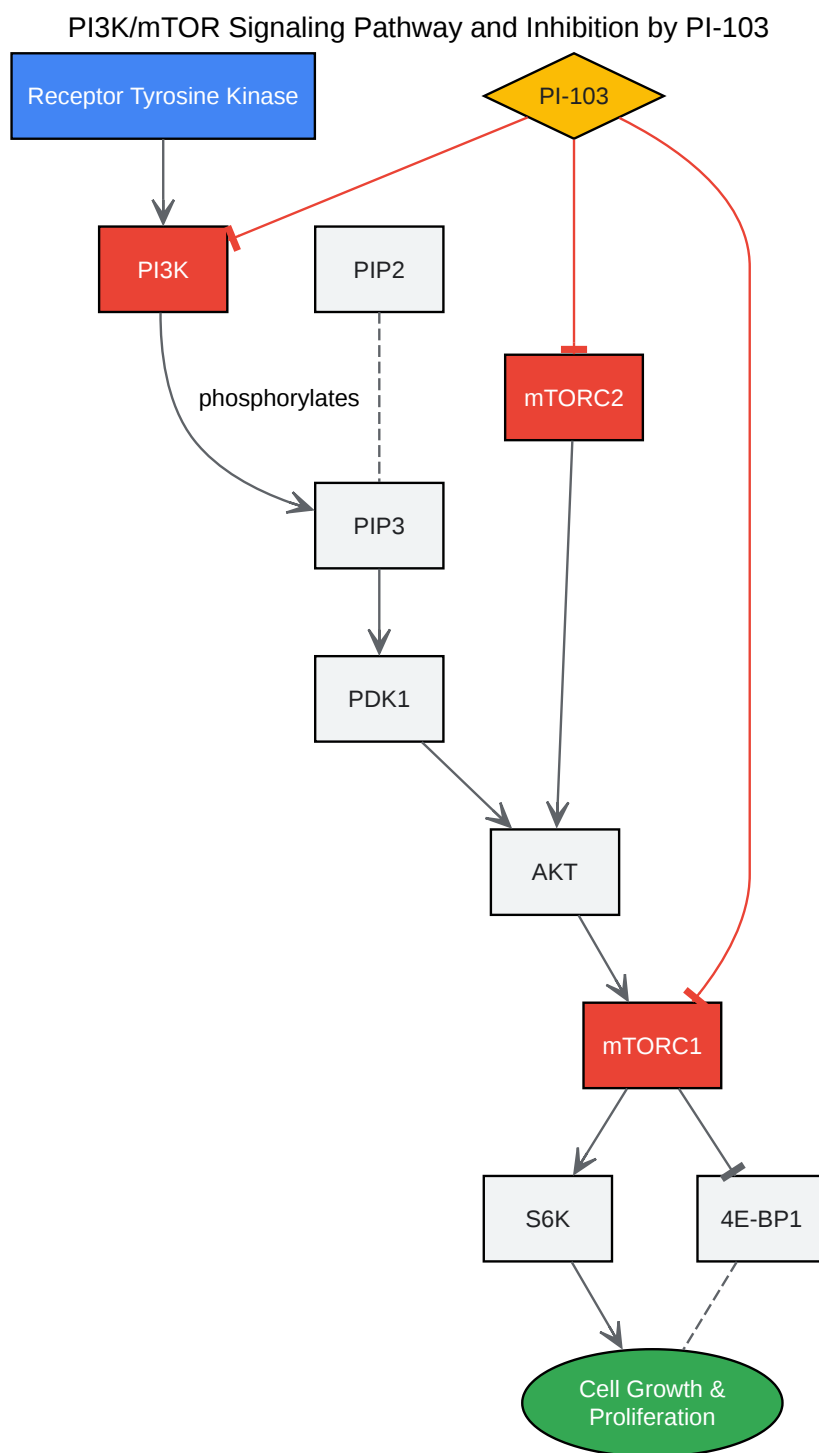 PI3K/mTOR Signaling Pathway and Inhibition by PI-103
Receptor Tyrosine Kinase
PI-103
PI3K
PIP2
phosphorylates
mTORC2
PIP3
PDK1
AKT
mTORC1
S6K
4E-BP1
Cell Growth &
Proliferation